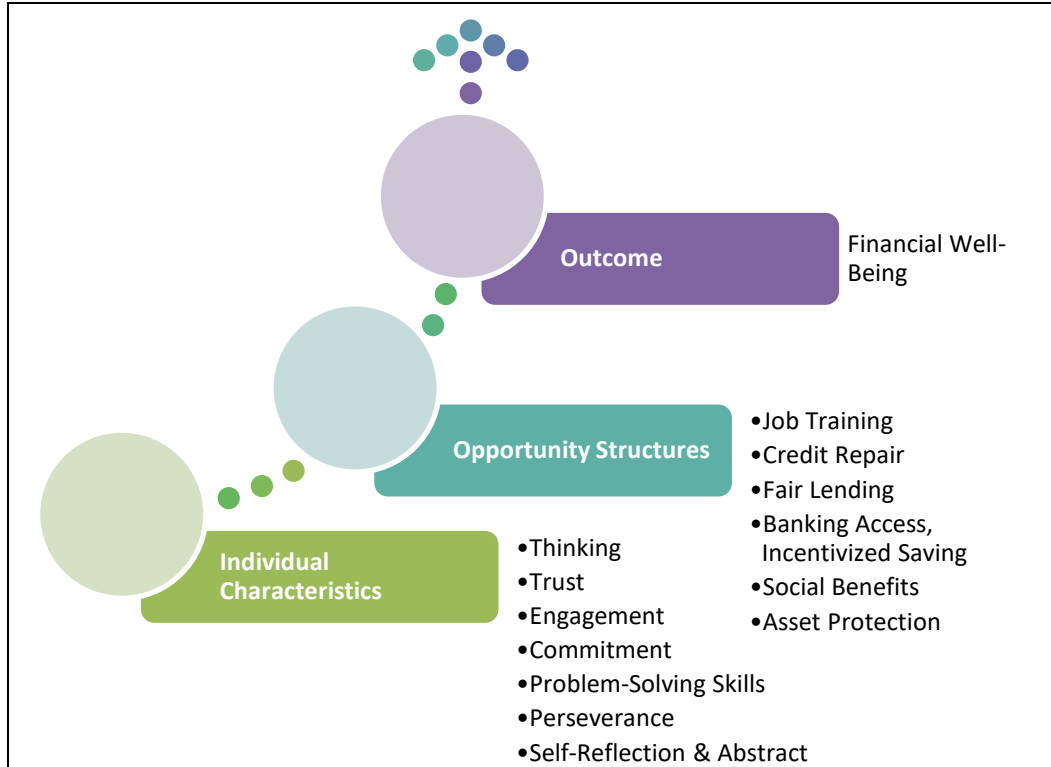 Outcome
Financial Well-
Being
Opportunity Structures
•Job Training
•Credit Repair
•Fair Lending
•Banking Access,
Incentivized Saving
•Social Benefits
•Asset Protection
Individual
Characteristics
•Thinking
•Trust
•Engagement
•Commitment
•Problem-Solving Skills
•Perseverance
•Self-Reflection & Abstract